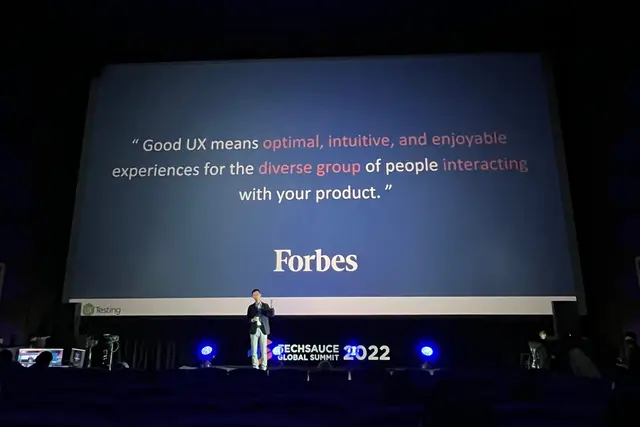 “ Good UX means optimal, intuitive, and enjoyable
experiences for the diverse group of people interacting
with your product. ”
Forbes
UX Testing
TECHSAUCE
GLOBAL SUMMIT 2022